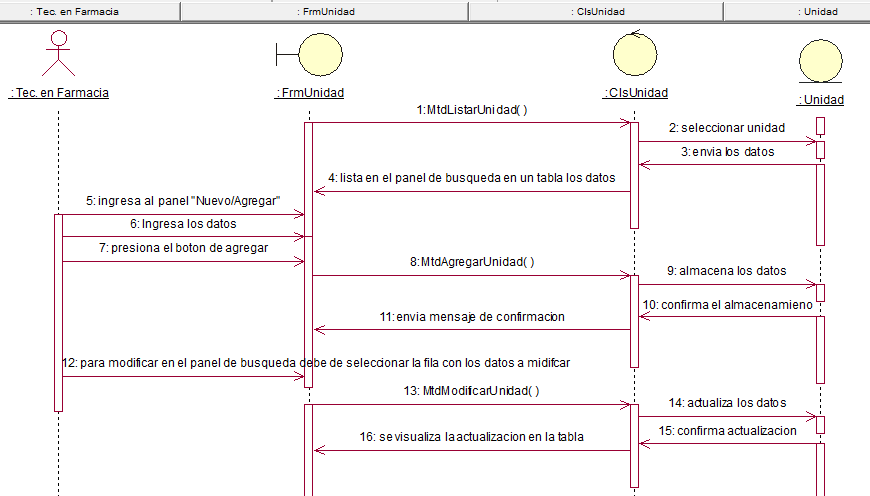 : Tec. en Farmacia : FrmUnidad : ClsUnidad : Unidad
: Tec. en Farmacia : FrmUnidad : ClsUnidad : Unidad
1: MtdListarUnidad( )
2: seleccionar unidad
3: envia los datos
4: lista en el panel de busqueda en un tabla los datos
5: ingresa al panel "Nuevo/Agregar"
6: Ingresa los datos
7: presiona el boton de agregar
8: MtdAgregarUnidad( )
9: almacena los datos
10: confirma el almacenamieno
11: envia mensaje de confirmacion
12: para modificar en el panel de busqueda debe de seleccionar la fila con los datos a midifcar
13: MtdModificarUnidad( )
14: actualiza los datos
15: confirma actualizacion
16: se visualiza la actualizacion en la tabla